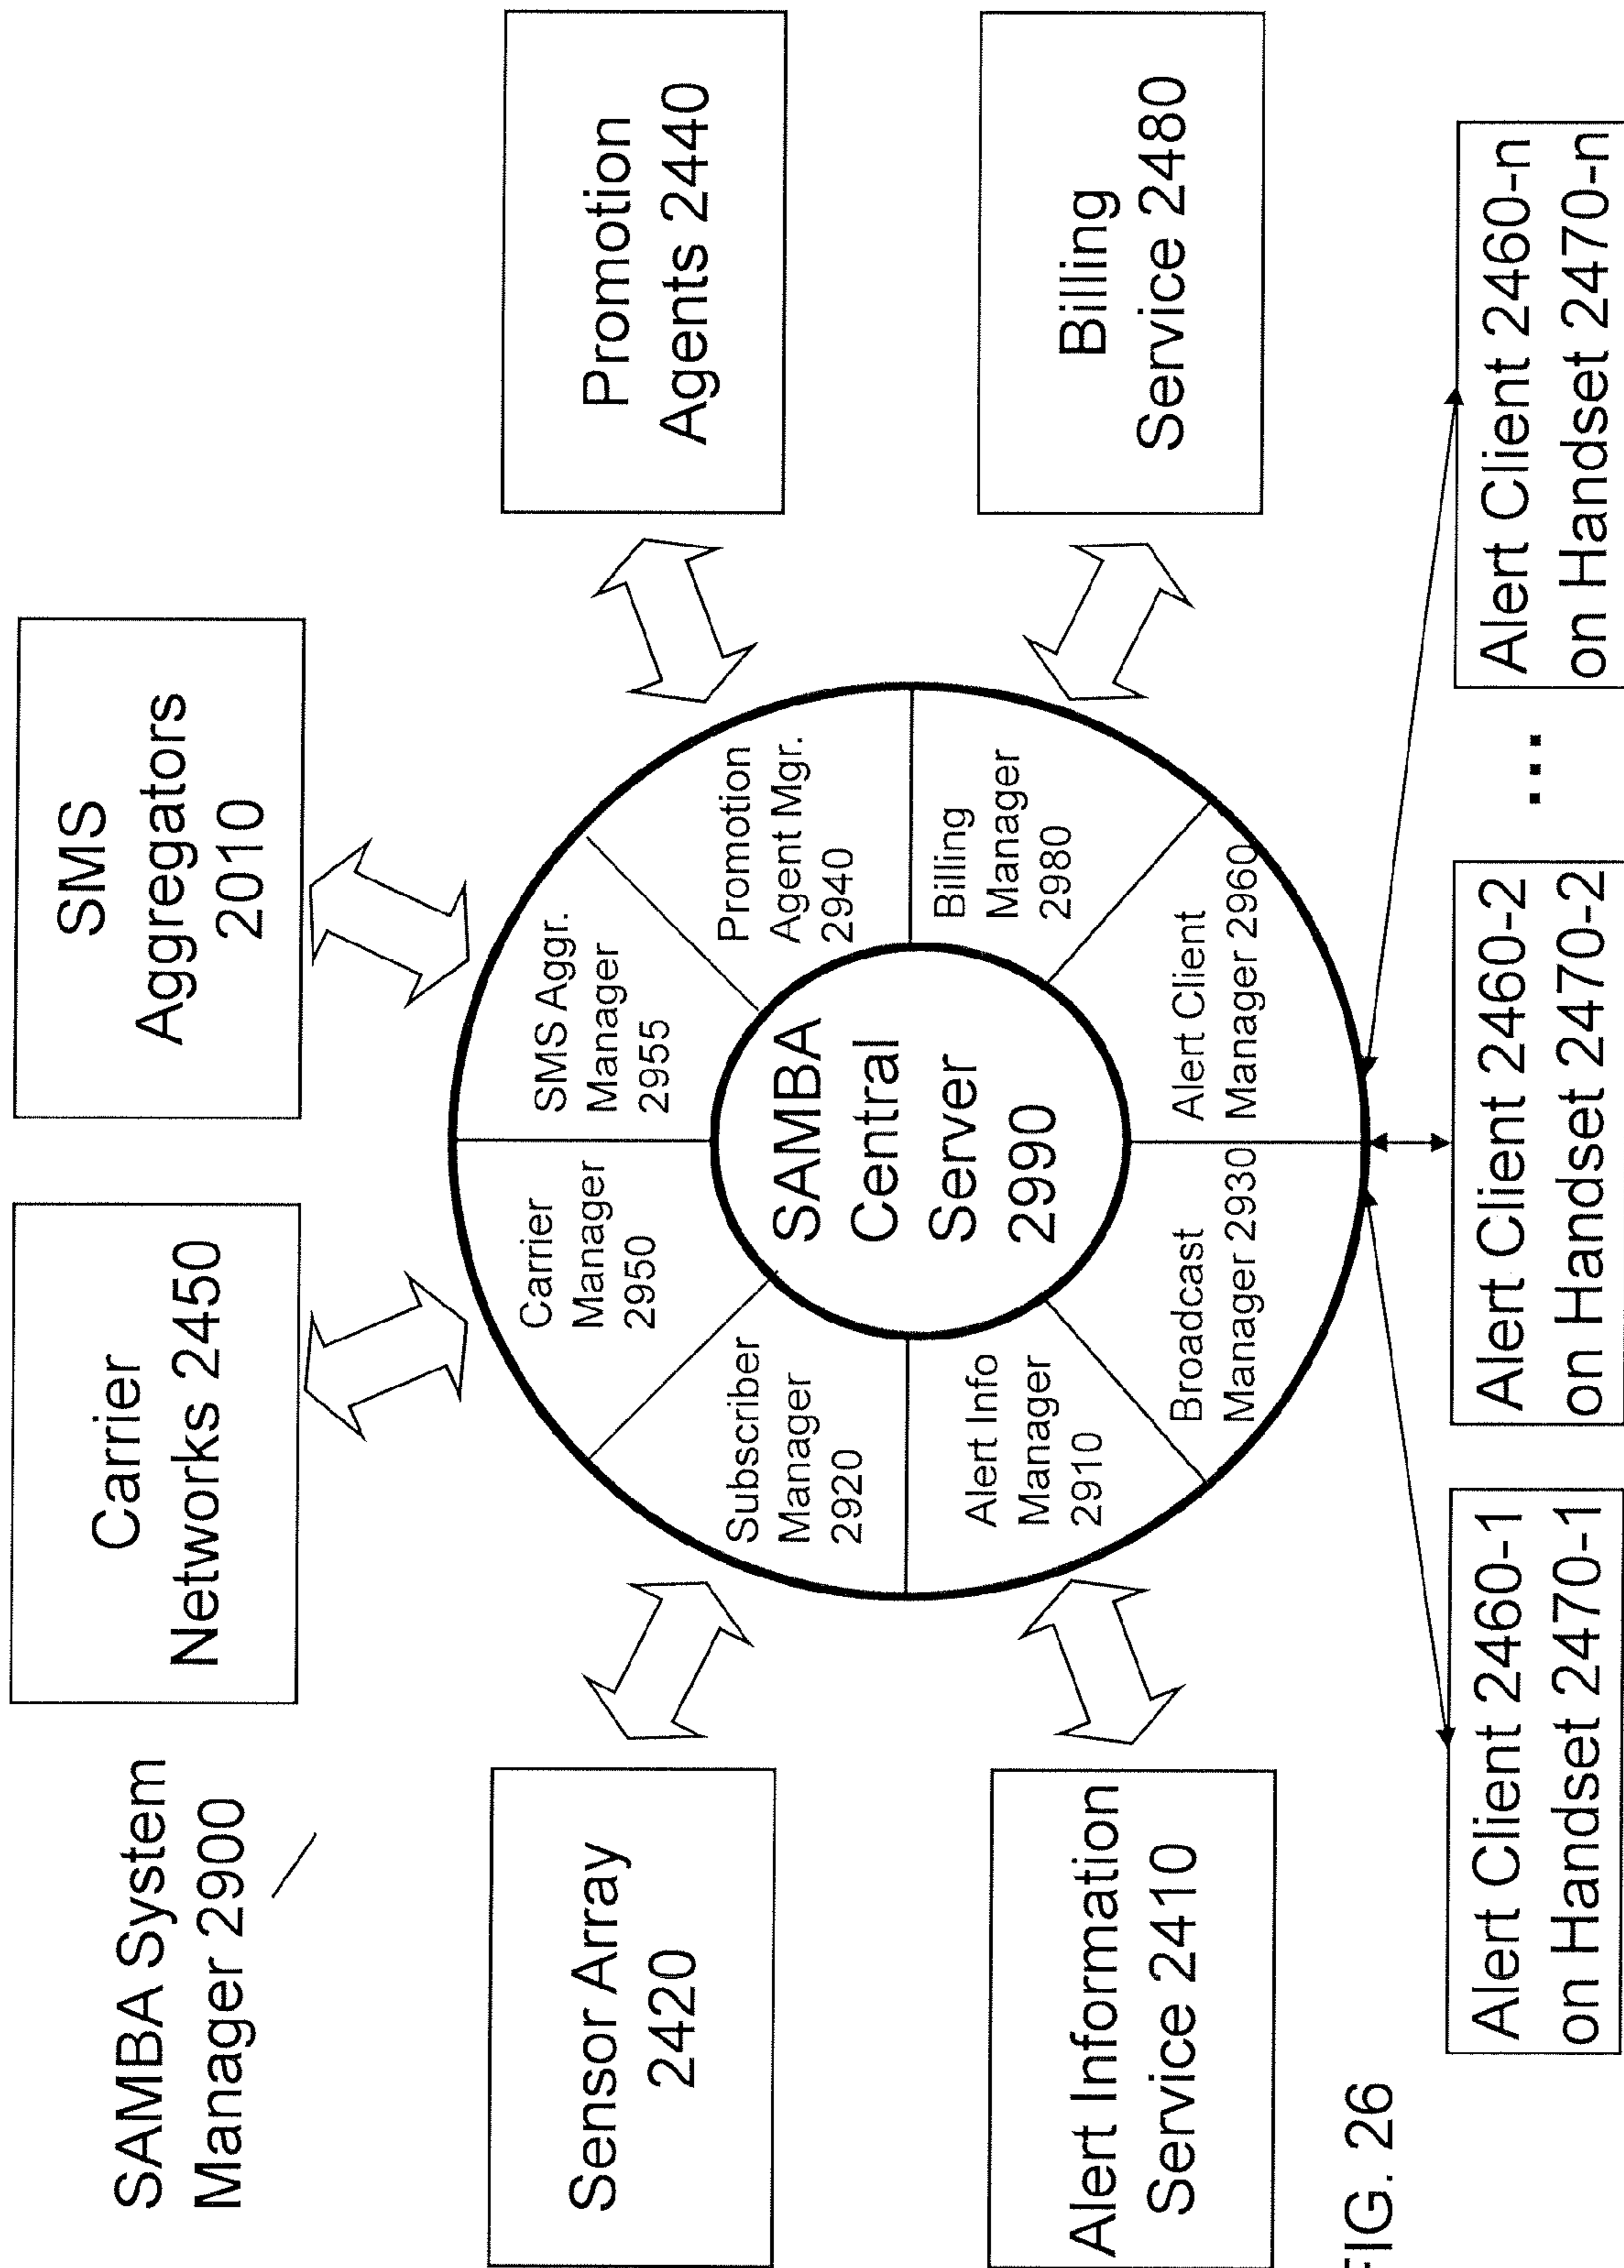 SAMBA System
Manager 2900
Carrier
Networks 2450
SMS
Aggregators
2010
Sensor Array
2420
Promotion
Agents 2440
Alert Information
Service 2410
Billing
Service 2480
Carrier
Manager
2950
SMS Aggr.
Manager
2955
Subscriber
Manager
2920
Promotion
Agent Mgr.
2940
SAMBA
Central
Server
2990
Alert Info
Manager
2910
Billing
Manager
2980
Broadcast
Manager 2930
Alert Client
Manager 2960
Alert Client 2460-1
on Handset 2470-1
Alert Client 2460-2
on Handset 2470-2
...
Alert Client 2460-n
on Handset 2470-n
FIG. 26